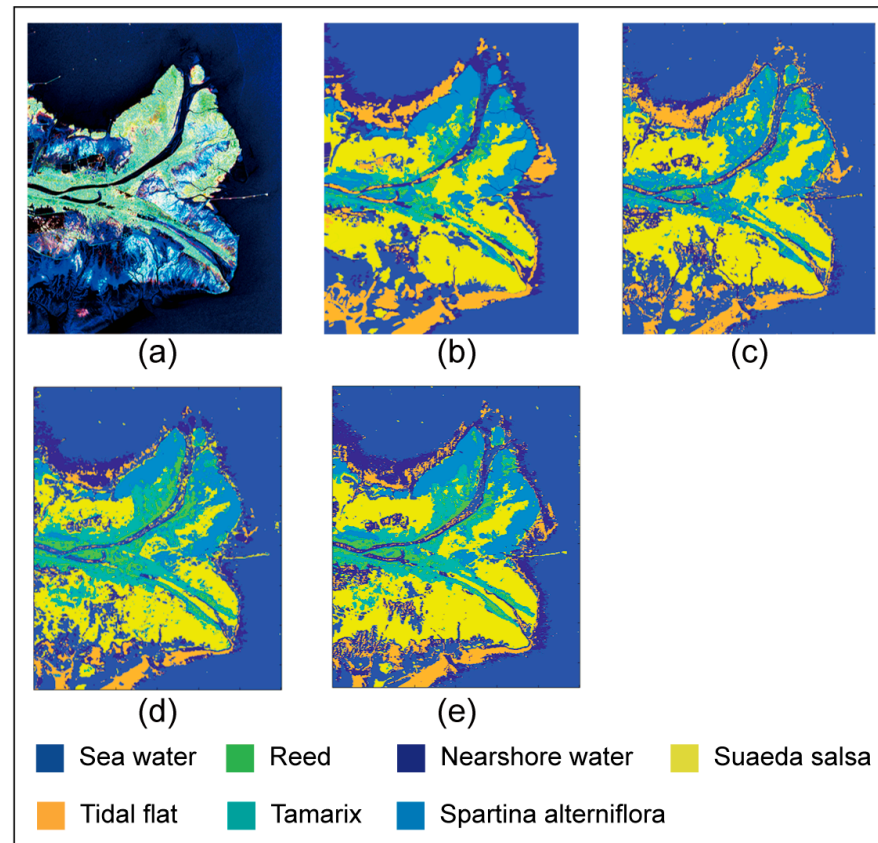 (a)
(b)
(c)
(d)
(e)
Sea water Reed Nearshore water Suaeda salsa
Tidal flat Tamarix Spartina alterniflora